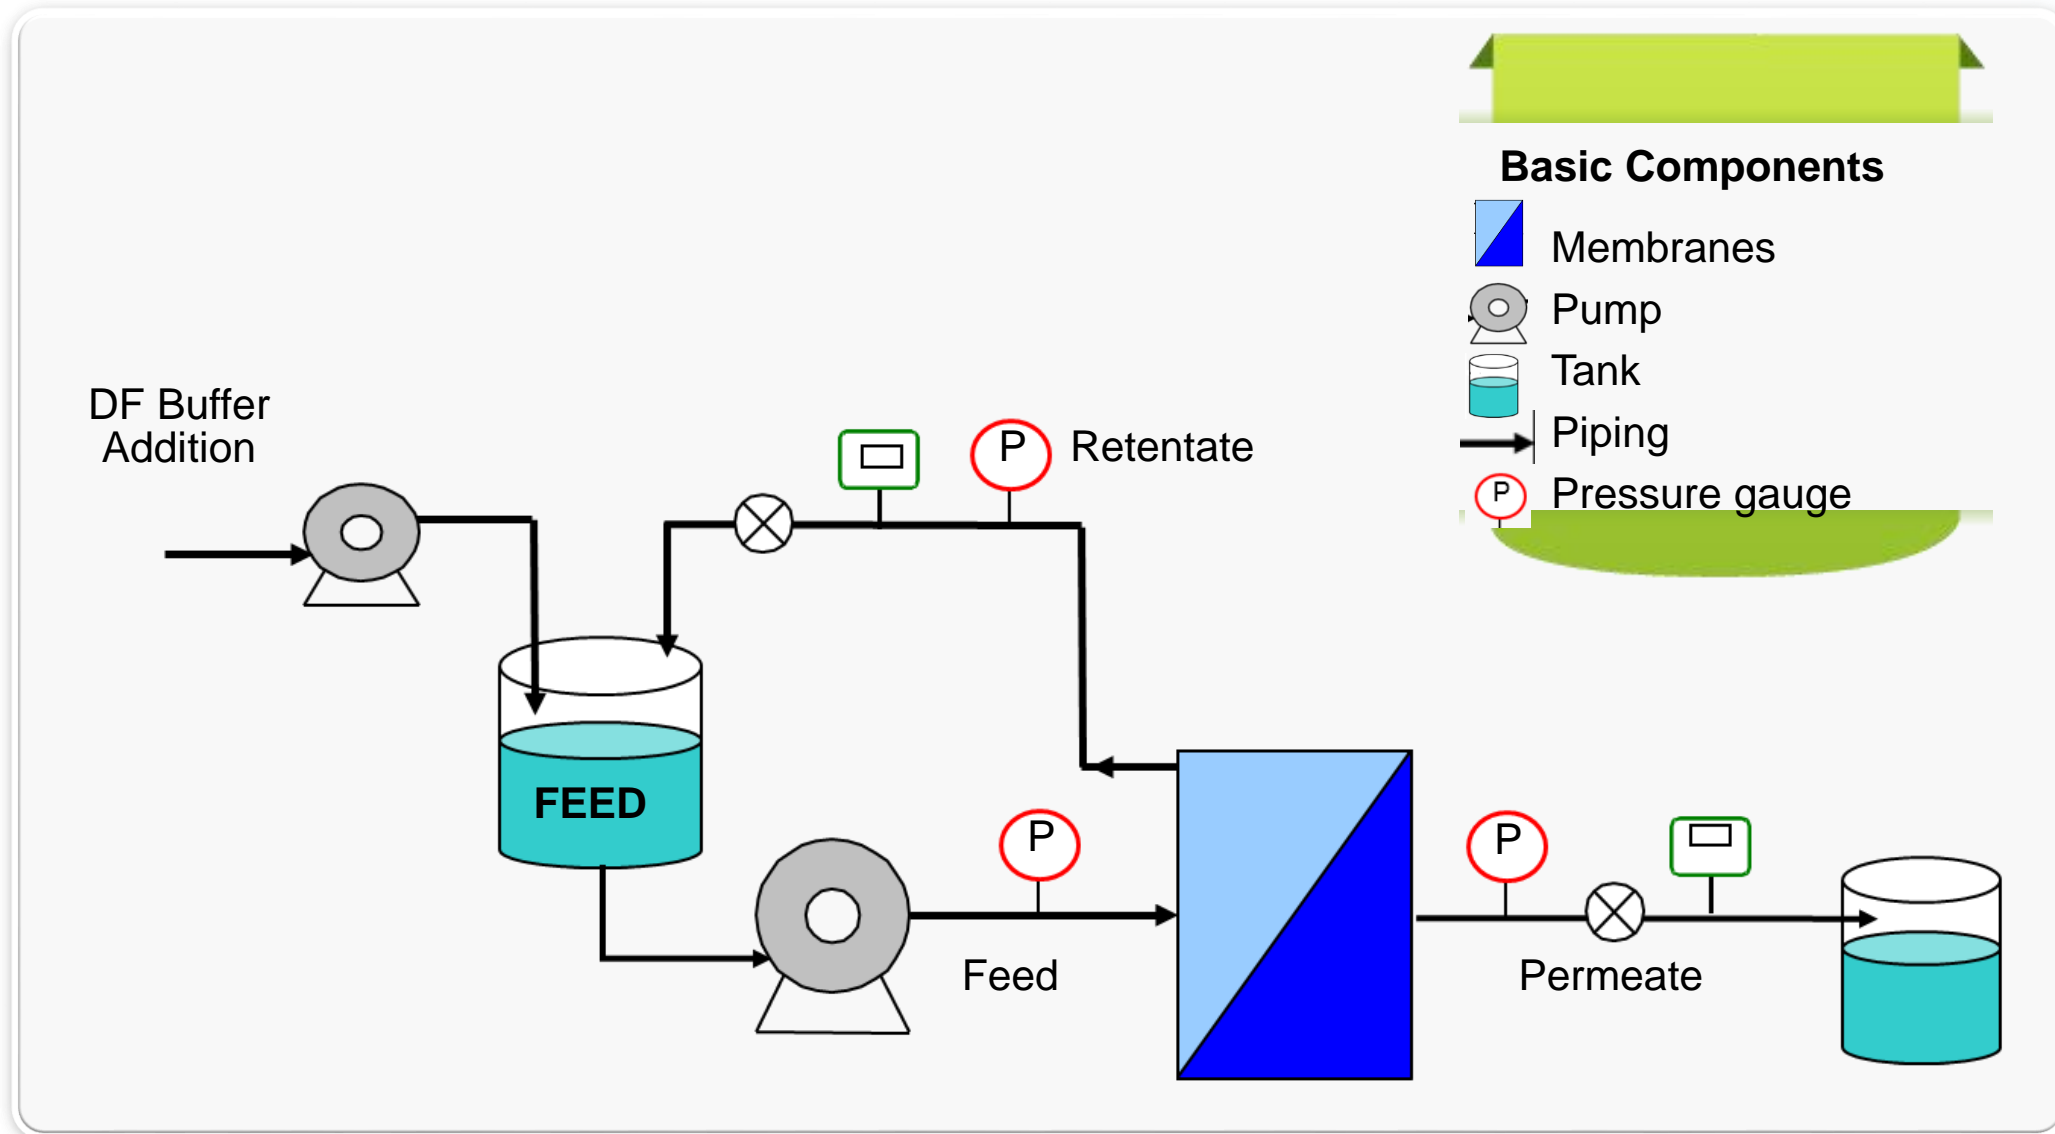 Basic Components
Membranes
Pump
Tank
Piping
P Pressure gauge
DF Buffer
Addition
P Retentate
FEED
P
Feed
P
Permeate